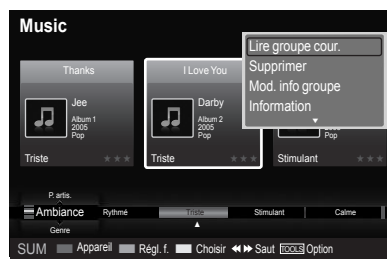 Music
Lire groupe cour.
Supprimer
Mod. info groupe
Information
Thanks
Jee
Album 1
2005
Pop
Triste
I Love You
Darby
Album 2
2005
Pop
Triste
2005
Pop
Stimulant
P. artis.
Ambiance Rythmé Triste Stimulant Calme
Genre
SUM Appareil Régl. f. Choisir Saut TOOLS Option